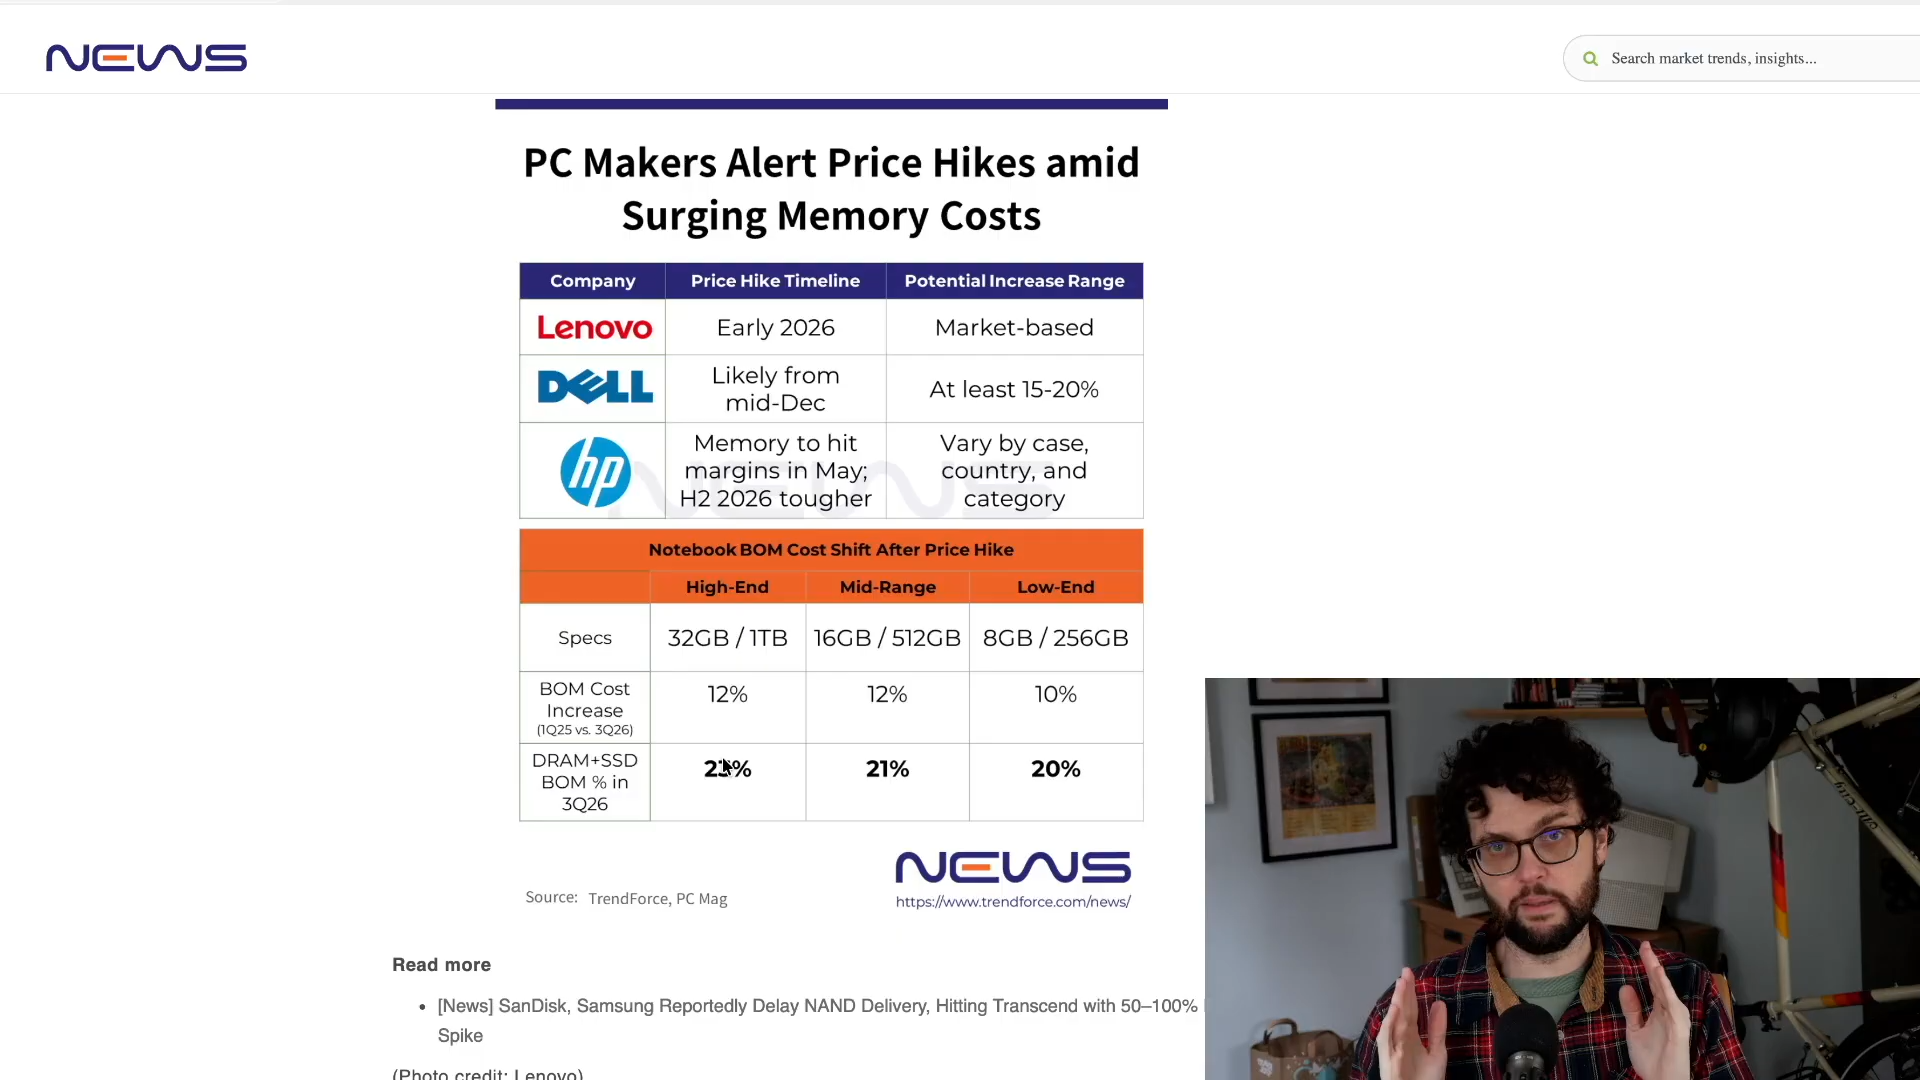 NEWS
Search market trends, insights...
PC Makers Alert Price Hikes amid
Surging Memory Costs
Company Price Hike Timeline Potential Increase Range
Lenovo Early 2026 Market-based
DELL Likely from
mid-Dec At least 15-20%
hp Memory to hit
margins in May;
H2 2026 tougher Vary by case,
country, and
category
Notebook BOM Cost Shift After Price Hike
High-End Mid-Range Low-End
Specs 32GB / 1TB 16GB / 512GB 8GB / 256GB
BOM Cost
Increase
(1Q25 vs. 3Q26) 12% 12% 10%
DRAM+SSD
BOM % in
3Q26 21% 20%
NEWS
Source: TrendForce, PC Mag
https://www.trendforce.com/news/
Read more
• [News] SanDisk, Samsung Reportedly Delay NAND Delivery, Hitting Transcend with 50–100%
Spike
(Photo credit: Lenovo)